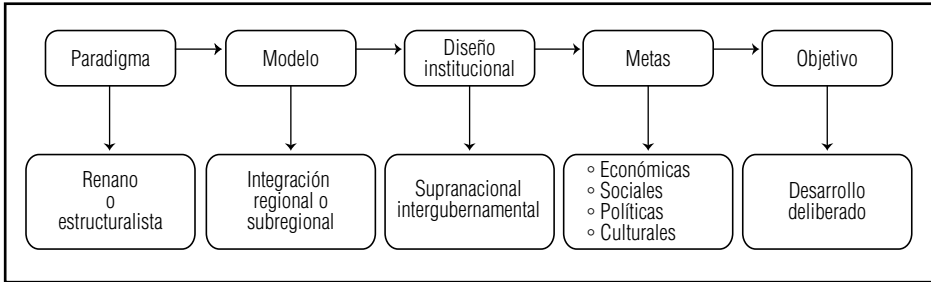 Paradigma
Modelo
Diseño
institucional
Metas
Objetivo
Renano
o
estructuralista
Integración
regional o
subregional
Supranacional
intergubernamental
◦ Económicas
◦ Sociales
◦ Políticas
◦ Culturales
Desarrollo
deliberado